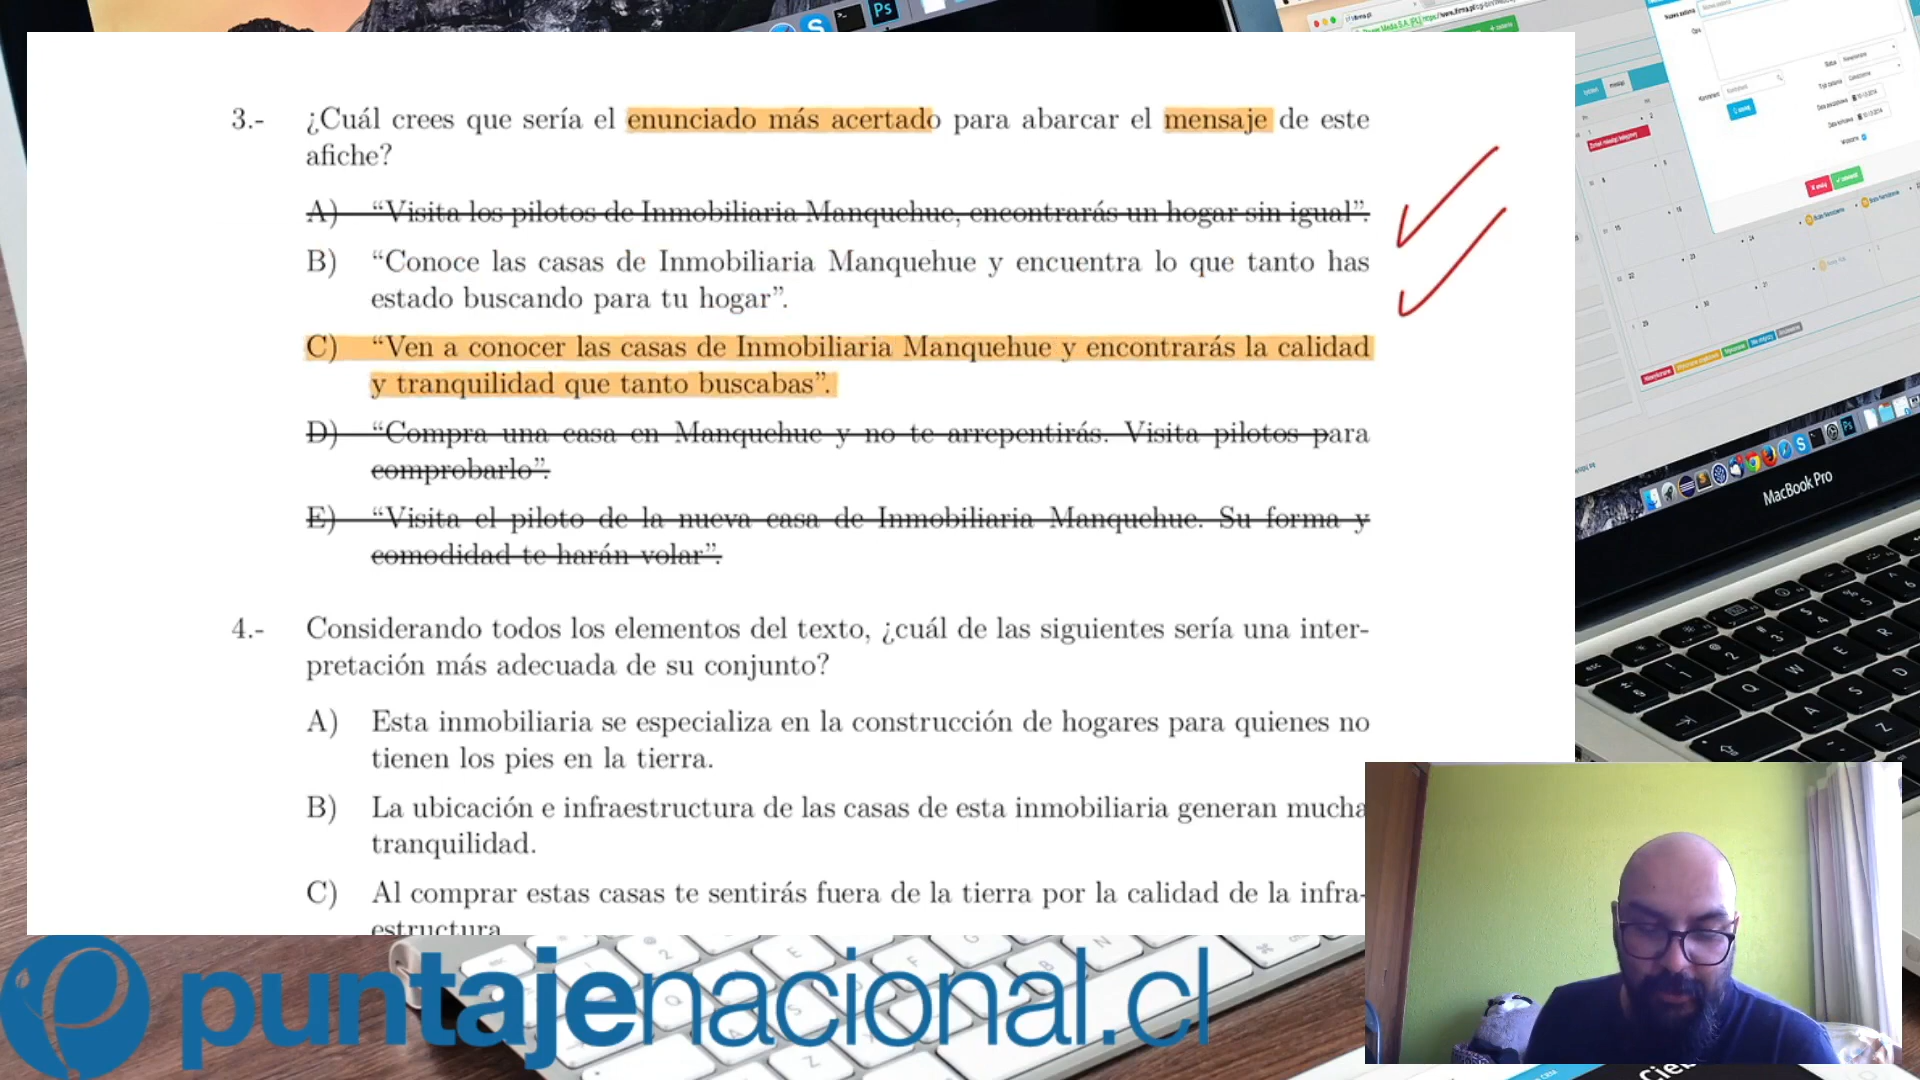 3.- ¿Cuál crees que sería el enunciado más acertado para abarcar el mensaje de este
afiche?
A) “Visita los pilotos de Inmobiliaria Manquehue, encontrarás un hogar sin igual”.
B) “Conoce las casas de Inmobiliaria Manquehue y encuentra lo que tanto has
estado buscando para tu hogar”.
C) “Ven a conocer las casas de Inmobiliaria Manquehue y encontrarás la calidad
y tranquilidad que tanto buscabas”.
D) “Compra una casa en Manquehue y no te arrepentirás. Visita pilotos para
comprobarlo”.
E) “Visita el piloto de la nueva casa de Inmobiliaria Manquehue. Su forma y
comodidad te harán volar”.
4.- Considerando todos los elementos del texto, ¿cuál de las siguientes sería una inter-
pretación más adecuada de su conjunto?
A) Esta inmobiliaria se especializa en la construcción de hogares para quienes no
tienen los pies en la tierra.
B) La ubicación e infraestructura de las casas de esta inmobiliaria generan mucha
tranquilidad.
C) Al comprar estas casas te sentirás fuera de la tierra por la calidad de la infra-
estructura
puntajenacional.cl
MacBook Pro
Ps